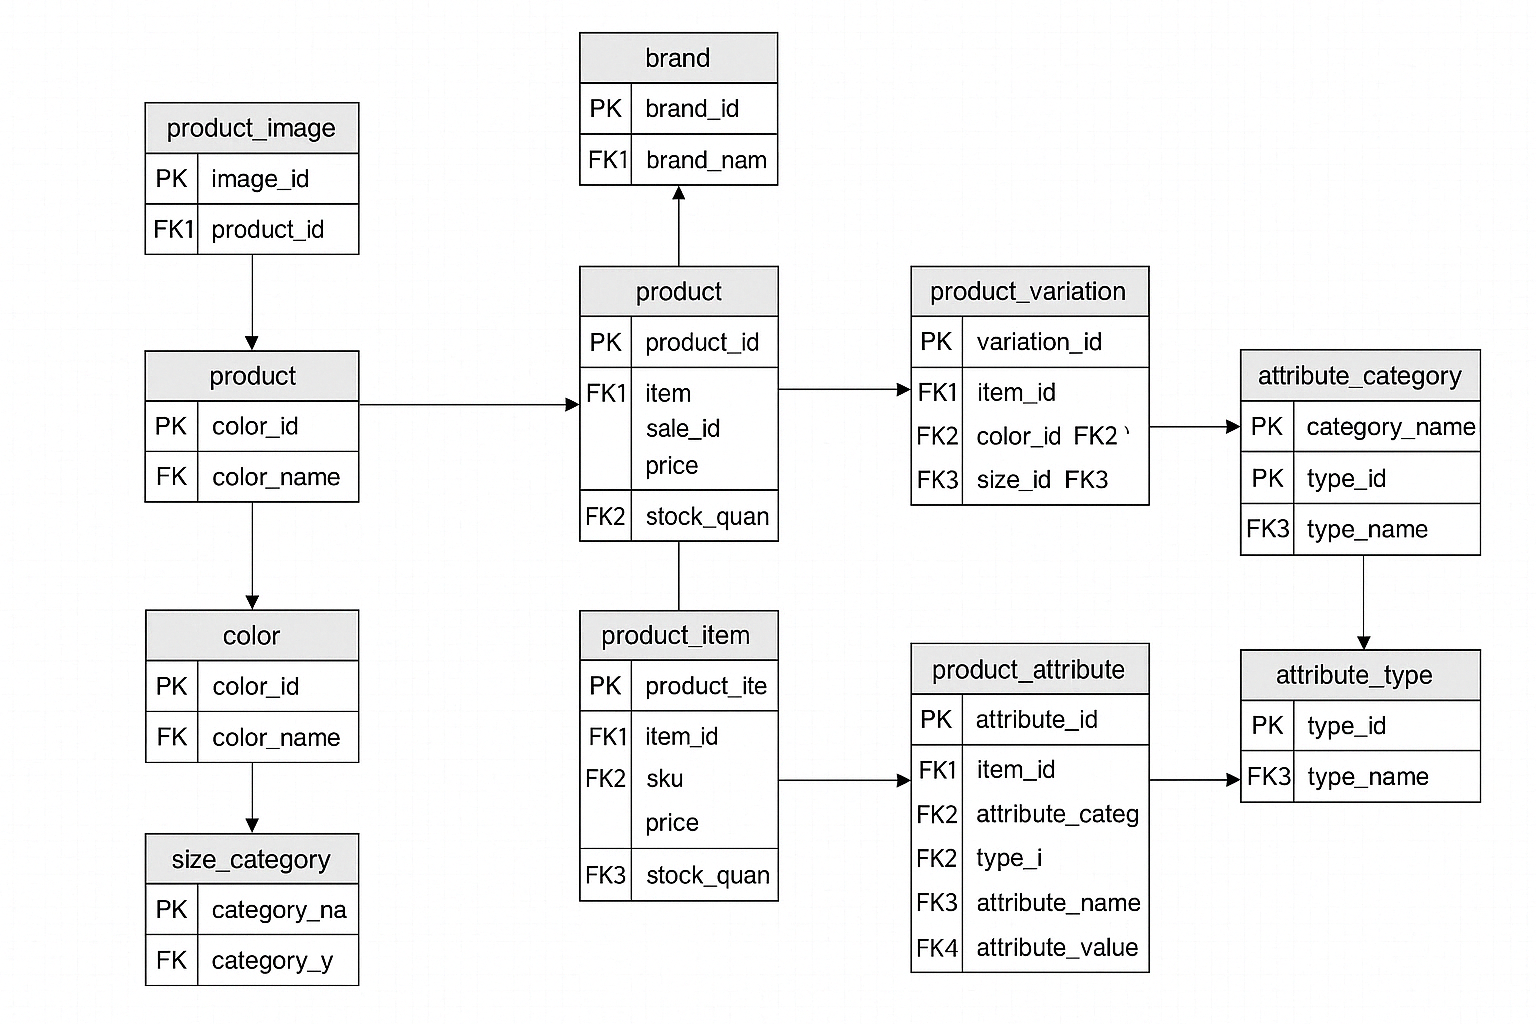 brand
PK brand_id
FK1 brand_nam
product_image
PK image_id
FK1 product_id
product
PK product_id
FK1 item
sale_id
price
FK2 stock_quan
product_variation
PK variation_id
FK1 item_id
FK2 color_id FK2 `
FK3 size_id FK3
attribute_category
PK category_name
PK type_id
FK3 type_name
product
PK color_id
FK color_name
color
PK color_id
FK color_name
product_item
PK product_ite
FK1 item_id
FK2 sku
price
FK3 stock_quan
product_attribute
PK attribute_id
FK1 item_id
FK2 attribute_categ
FK2 type_i
FK3 attribute_name
FK4 attribute_value
attribute_type
PK type_id
FK3 type_name
size_category
PK category_na
FK category_y